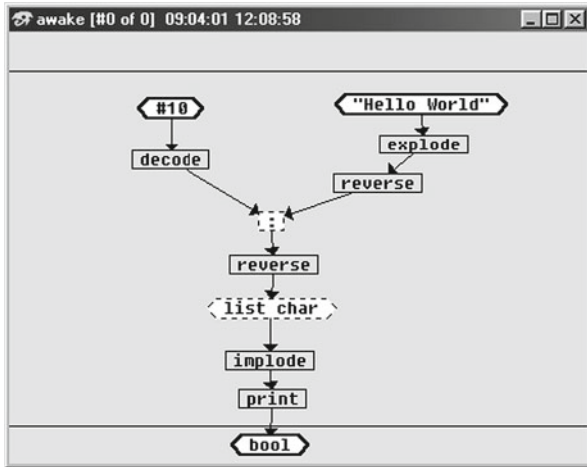 awake [#0 of 0] 09:04:01 12:08:58
#10
"Hello World"
decode
explode
reverse
::
reverse
list char
implode
print
bool